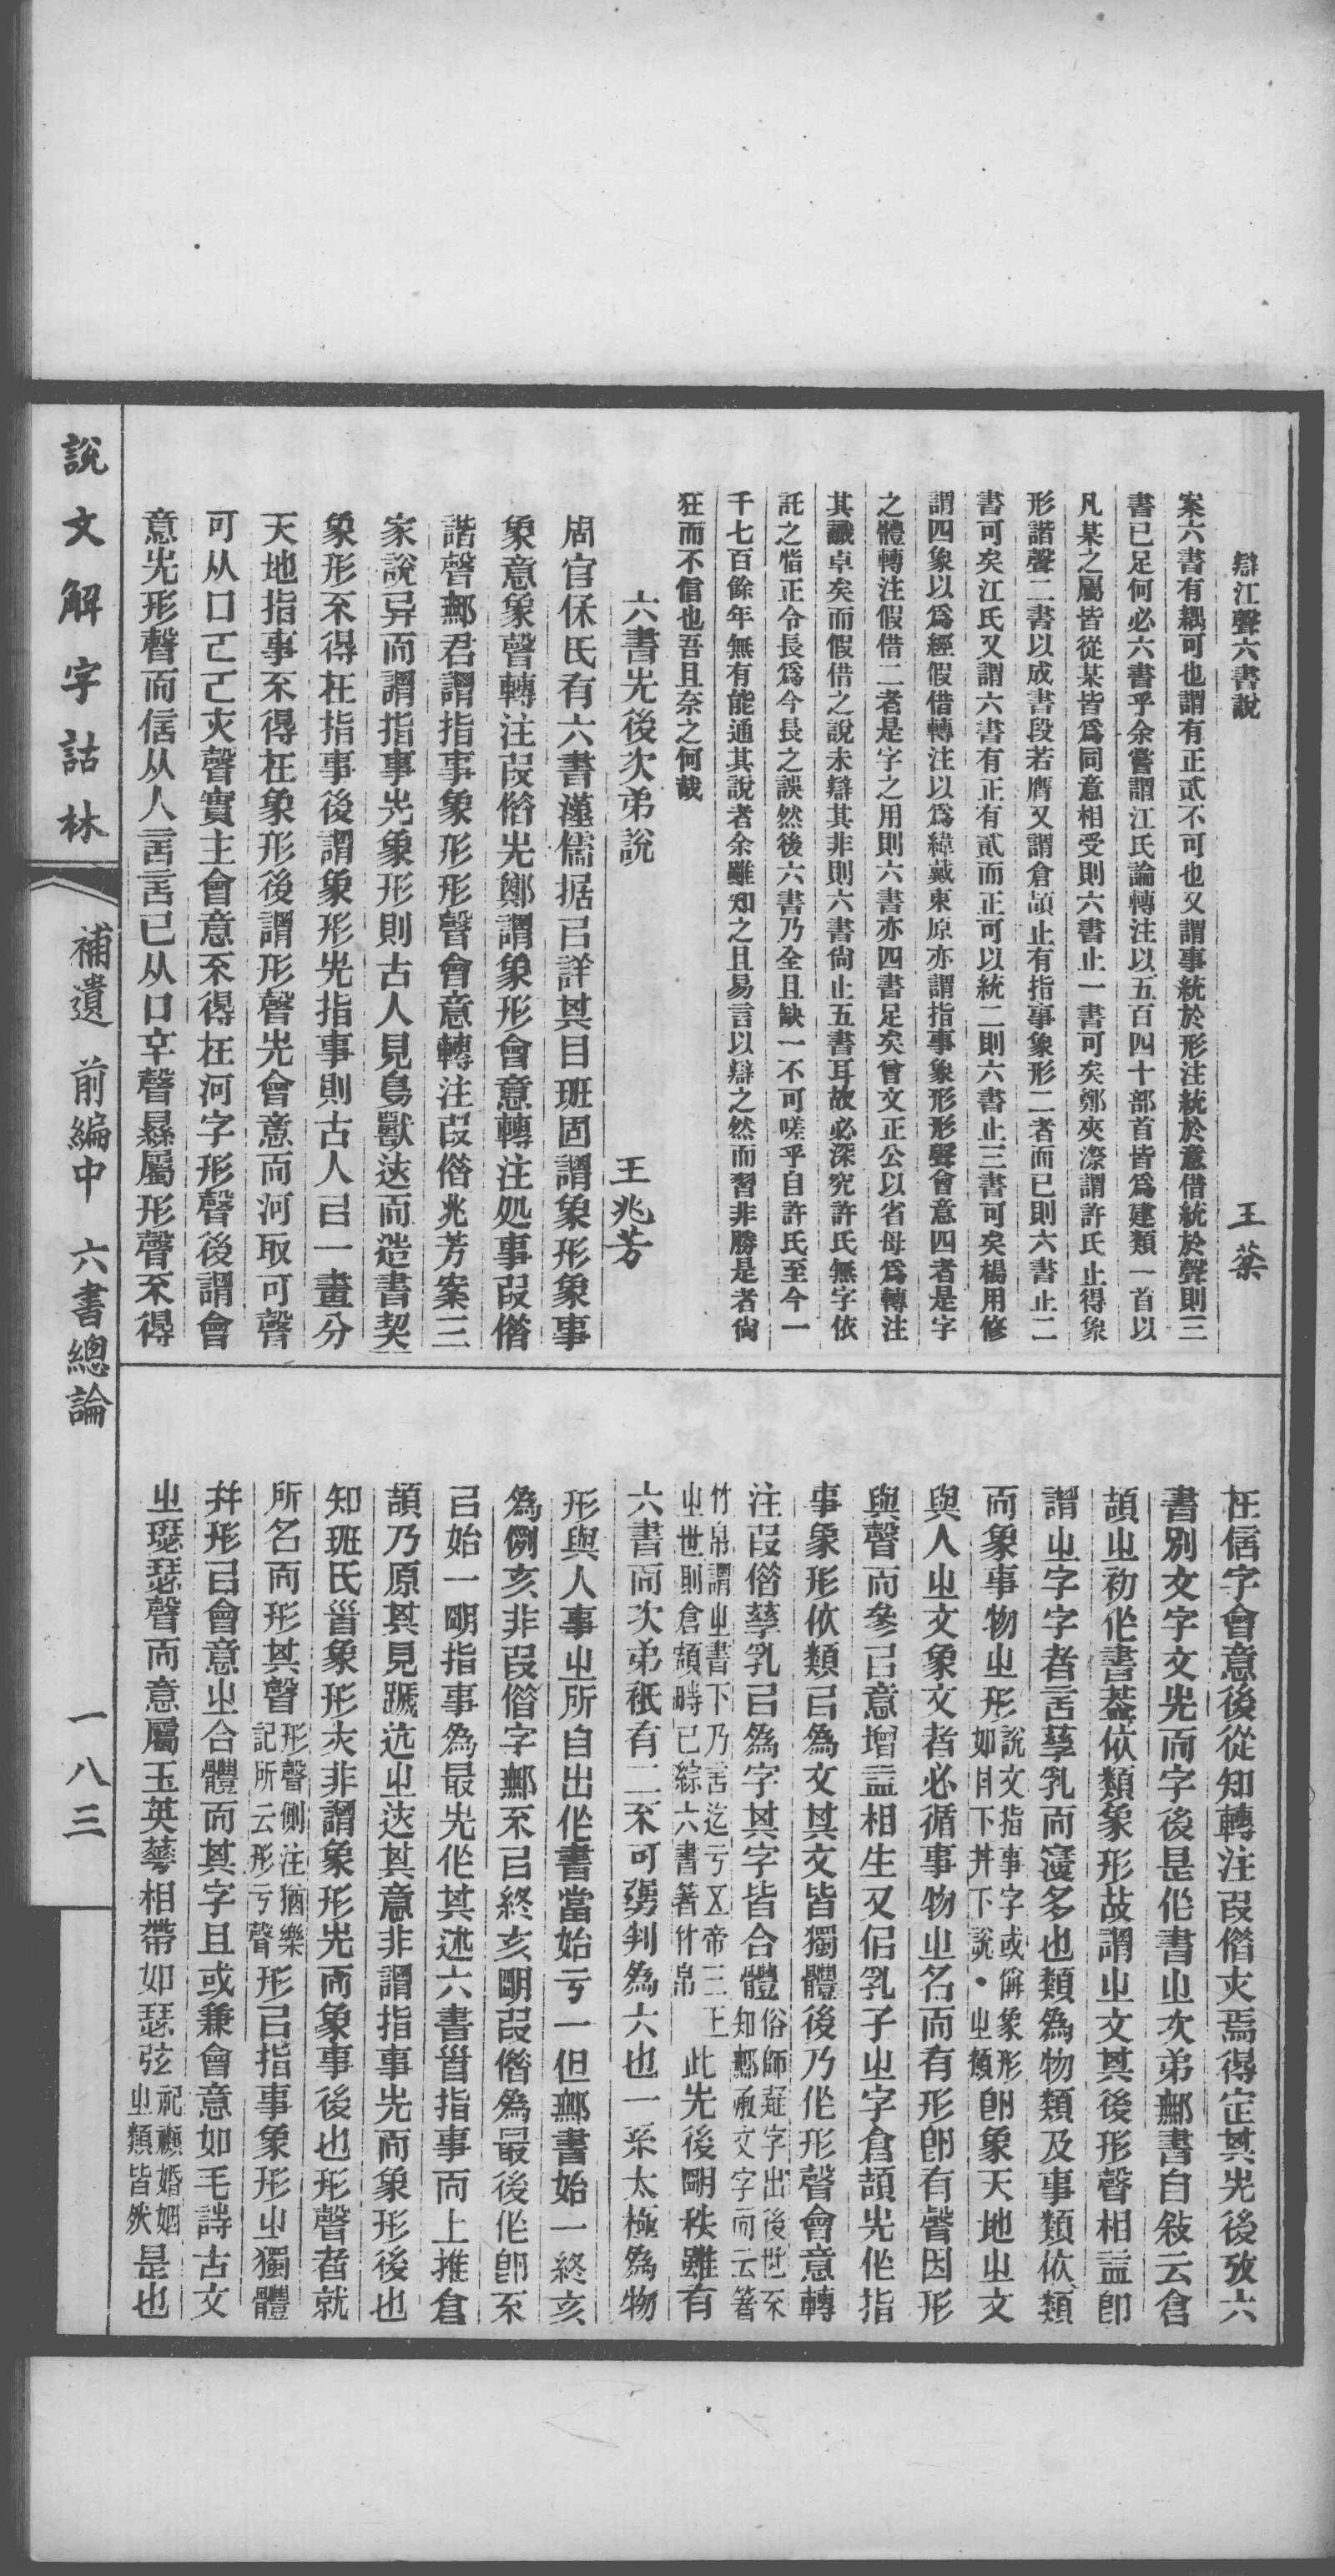 辯江聲六書說　王棻
案六書有耦可也謂有正貳不可也又謂事統於形注統於意借統於聲則三
書已足何必六書乎余嘗謂江氏論轉注以五百四十部首皆爲建類一首以
凡某之屬皆從某皆爲同意相受則六書止一書可矣鄭夾漈謂許氏止得象
形諧聲二書以成書段若膺又謂倉頡止有指事象形二者而已則六書止二
書可矣江氏又謂六書有正有貳而正可以統二則六書止三書可矣楊用修
謂四象以爲經假借轉注以爲緯戴東原亦謂指事象形形聲會意四者是字
之體轉注假借二者是字之用則六書亦四書足矣曾文正公以省母爲轉注
其識卓矣而假借之說未辯其非則六書尙止五書耳故必深究許氏無字依
託之恉正令長爲今長之誤然後六書乃全且缺一不可嗟乎自許氏至今一
千七百餘年無有能通其說者余雖知之且易言以辯之然而習非勝是者尙
狂而不信也吾且奈之何哉
六書先後次弟說　王兆芳
周官保氏有六書漢儒据㠯詳其目班固謂象形象事
象意象聲轉注叚借先鄭謂象形會意轉注処事叚借
諧聲鄦君謂指事象形形聲會意轉注叚借兆芳案三
家說异而謂指事先象形則古人見鳥獸迒而造書契
象形不得在指事後謂象形先指事則古人㠯一畫分
天地指事不得在象形後謂形聲先會意而河取可聲
可从口丂丂亦聲實主會意不得在河字形聲後謂會
意先形聲而信从人言言已从口䇂聲縣屬形聲不得
在信字會意後從知轉注叚借亦焉得定其先後攷六
書別文字文先而字後是作書之次弟鄦書自敍云倉
頡之初作書葢依類象形故謂之文其後形聲相益卽
謂之字字者言孳乳而寖多也類爲物類及事類依類
而象事物之形說文指事字或偁象形如目下丼下說•之類卽象天地之文
與人之文象文者必循事物之名而有形卽有聲因形
與聲而參㠯意增益相生又侣乳子之字倉頡先作指
事象形依類㠯爲文其文皆獨體後乃作形聲會意轉
注叚借孳乳㠯爲字其字皆合體俗師疑字出後世不知鄦敍文字而云箸
竹帛謂之書下乃言迄亏五帝三王之世則倉頡時已綜六書箸竹帛此先後朙秩雖有
六書而次弟祇有二不可彊判爲六也一系太極爲物
形與人事之所自出作書當始亏一但鄦書始一終亥
爲例亥非叚借字鄦不㠯終亥朙叚借爲最後作卽不
㠯始一朙指事爲最先作其述六書首指事而上推倉
頡乃原其見蹏迒之迒其意非謂指事先而象形後也
知班氏首象形亦非謂象形先而象事後也形聲者就
所名而形其聲形聲側注猶樂記所云形亏聲形㠯指事象形之獨體
幷形㠯會意之合體而其字且或兼會意如毛詩古文
之璱瑟聲而意屬玉英華相帶如瑟弦祀禷婚姻之類皆然是也
說文解字詁林　補遺　前編中　六書總論　一八三